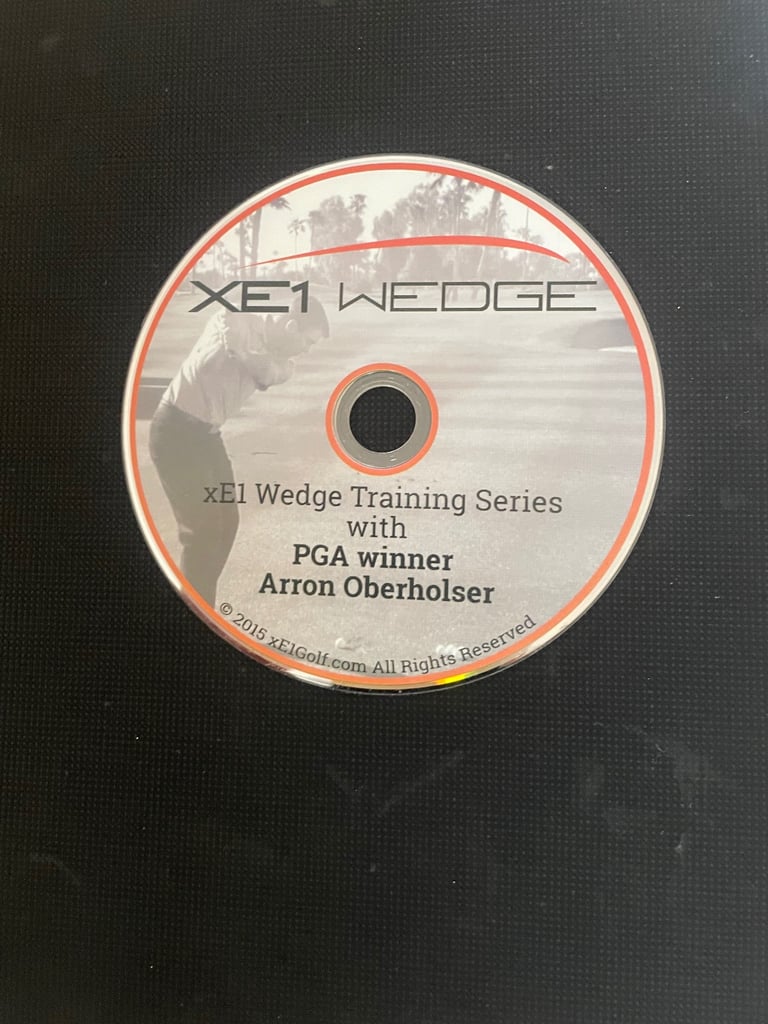 XE1 WEDGE
xE1 Wedge Training Series
with
PGA winner
Arron Oberholser
© 2015 xE1Golf.com All Rights Reserved